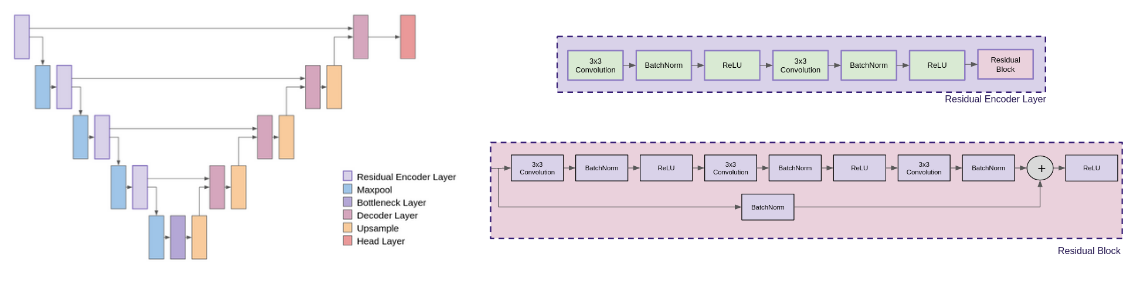 Residual Encoder Layer
Maxpool
Bottleneck Layer
Decoder Layer
Upsample
Head Layer
3x3
Convolution
BatchNorm
ReLU
3x3
Convolution
BatchNorm
ReLU
Residual
Block
Residual Encoder Layer
3x3
Convolution
BatchNorm
ReLU
3x3
Convolution
BatchNorm
ReLU
3x3
Convolution
BatchNorm
+
ReLU
BatchNorm
Residual Block